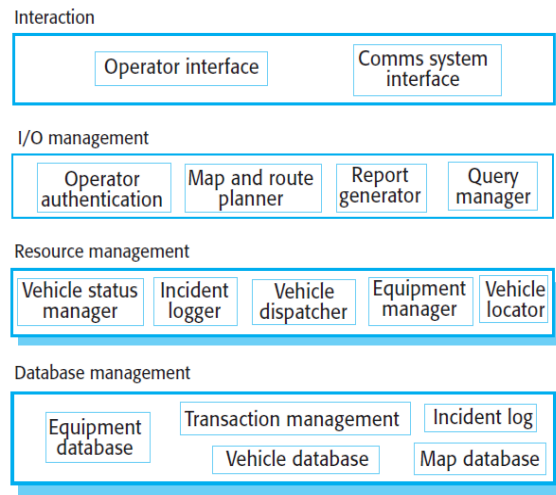 Interaction
Operator interface
Comms system
interface
I/O management
Operator
authentication
Map and route
planner
Report
generator
Query
manager
Resource management
Vehicle status
manager
Incident
logger
Vehicle
dispatcher
Equipment
manager
Vehicle
locator
Database management
Equipment
database
Transaction management
Incident log
Vehicle database
Map database